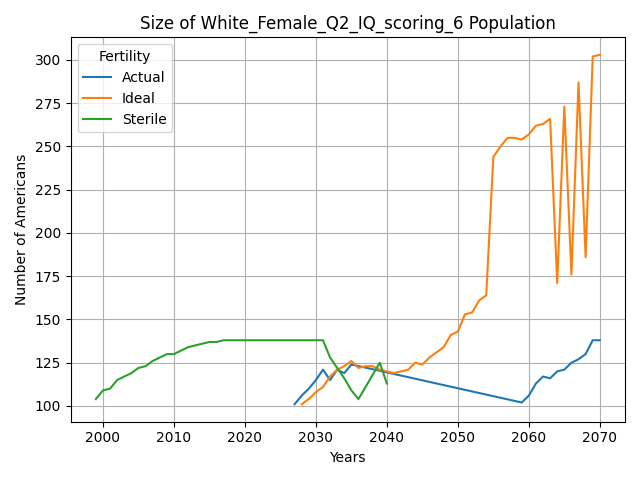 Size of White_Female_Q2_IQ_scoring_6 Population
Fertility
Actual
Ideal
Sterile
Number of Americans
300
275
250
225
200
175
150
125
100
2000 2010 2020 2030 2040 2050 2060 2070
Years